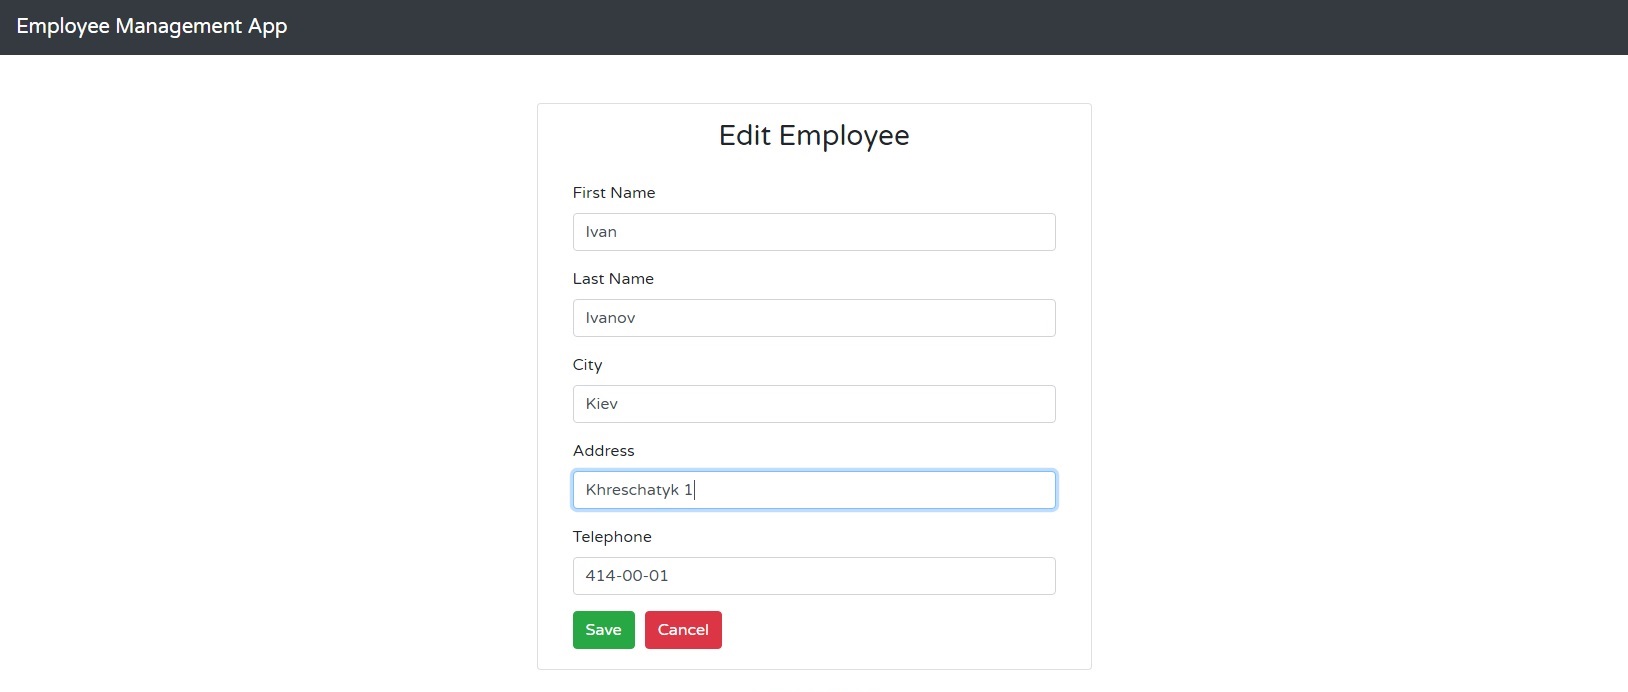 Employee Management App
Edit Employee
First Name
Ivan
Last Name
Ivanov
City
Kiev
Address
Khreschatyk 1
Telephone
414-00-01
Save Cancel